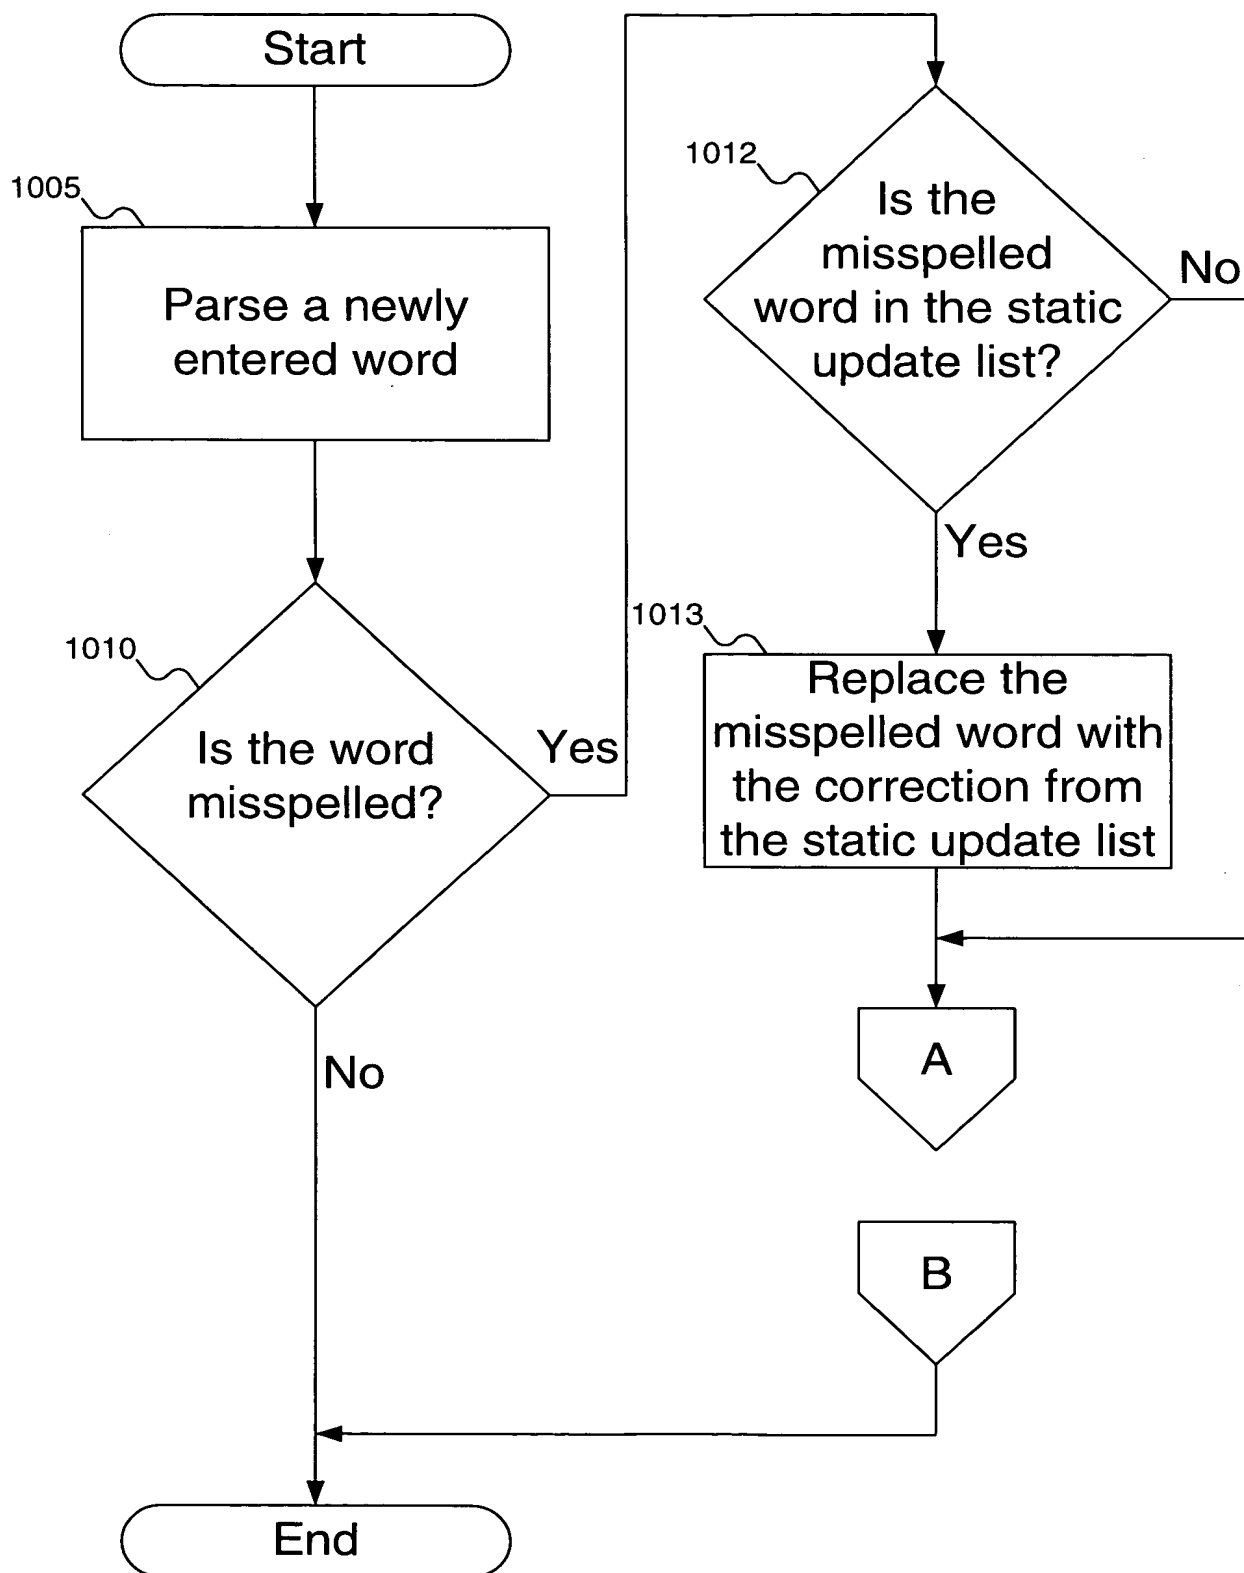 Start
1005
Parse a newly
entered word
1010
Is the word
misspelled?
Yes
No
1012
Is the
misspelled
word in the static
update list?
No
Yes
1013
Replace the
misspelled word with
the correction from
the static update list
A
B
End